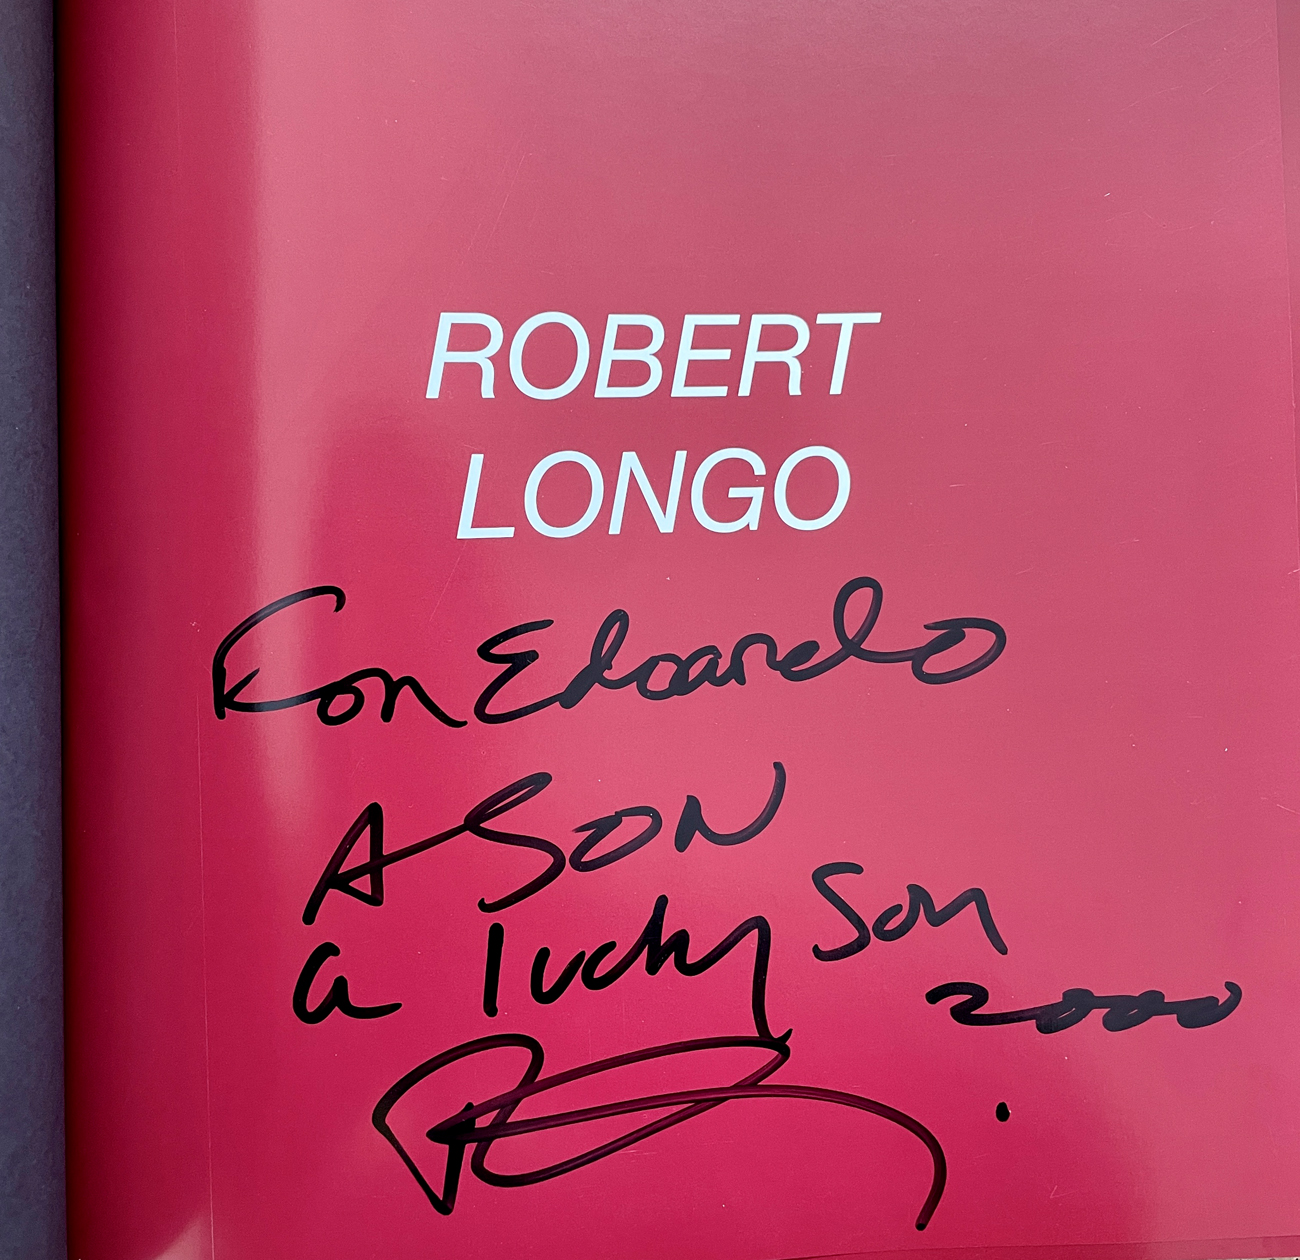 ROBERT
LONGO
For Edoardo
A SON
a lucky Son
2000